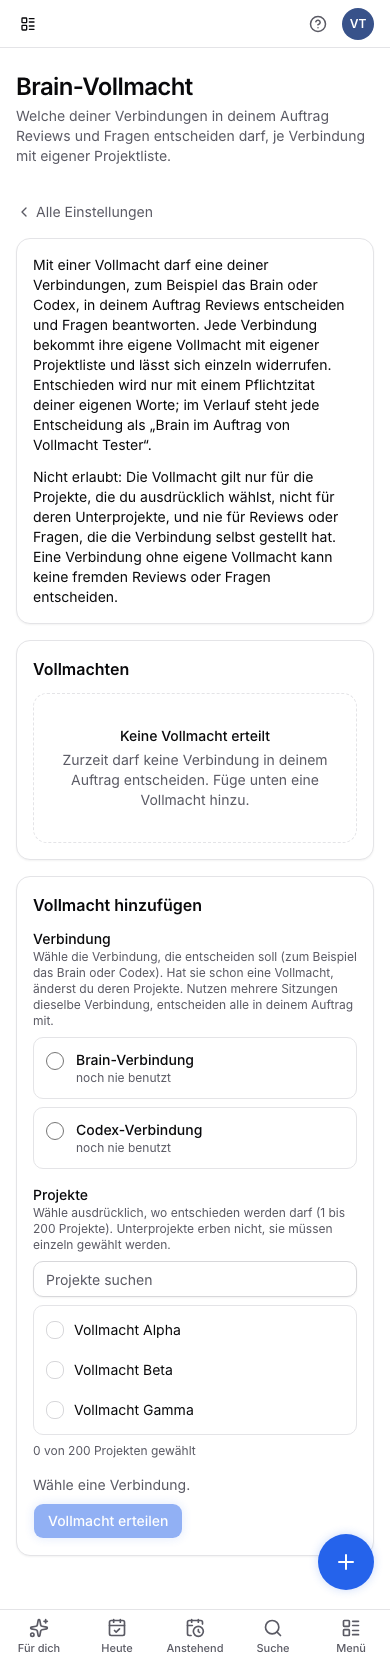 VT
Brain-Vollmacht
Welche deiner Verbindungen in deinem Auftrag
Reviews und Fragen entscheiden darf, je Verbindung
mit eigener Projektliste.
Alle Einstellungen
Mit einer Vollmacht darf eine deiner
Verbindungen, zum Beispiel das Brain oder
Codex, in deinem Auftrag Reviews entscheiden
und Fragen beantworten. Jede Verbindung
bekommt ihre eigene Vollmacht mit eigener
Projektliste und lässt sich einzeln widerrufen.
Entschieden wird nur mit einem Pflichtzitat
deiner eigenen Worte; im Verlauf steht jede
Entscheidung als „Brain im Auftrag von
Vollmacht Tester“.
Nicht erlaubt: Die Vollmacht gilt nur für die
Projekte, die du ausdrücklich wählst, nicht für
deren Unterprojekte, und nie für Reviews oder
Fragen, die die Verbindung selbst gestellt hat.
Eine Verbindung ohne eigene Vollmacht kann
keine fremden Reviews oder Fragen
entscheiden.
Vollmachten
Keine Vollmacht erteilt
Zurzeit darf keine Verbindung in deinem
Auftrag entscheiden. Füge unten eine
Vollmacht hinzu.
Vollmacht hinzufügen
Verbindung
Wähle die Verbindung, die entscheiden soll (zum Beispiel
das Brain oder Codex). Hat sie schon eine Vollmacht,
änderst du deren Projekte. Nutzen mehrere Sitzungen
dieselbe Verbindung, entscheiden alle in deinem Auftrag
mit.
Brain-Verbindung
noch nie benutzt
Codex-Verbindung
noch nie benutzt
Projekte
Wähle ausdrücklich, wo entschieden werden darf (1 bis
200 Projekte). Unterprojekte erben nicht, sie müssen
einzeln gewählt werden.
Projekte suchen
Vollmacht Alpha
Vollmacht Beta
Vollmacht Gamma
0 von 200 Projekten gewählt
Wähle eine Verbindung.
Vollmacht erteilen
Für dich
Heute
Anstehend
Suche
Menü